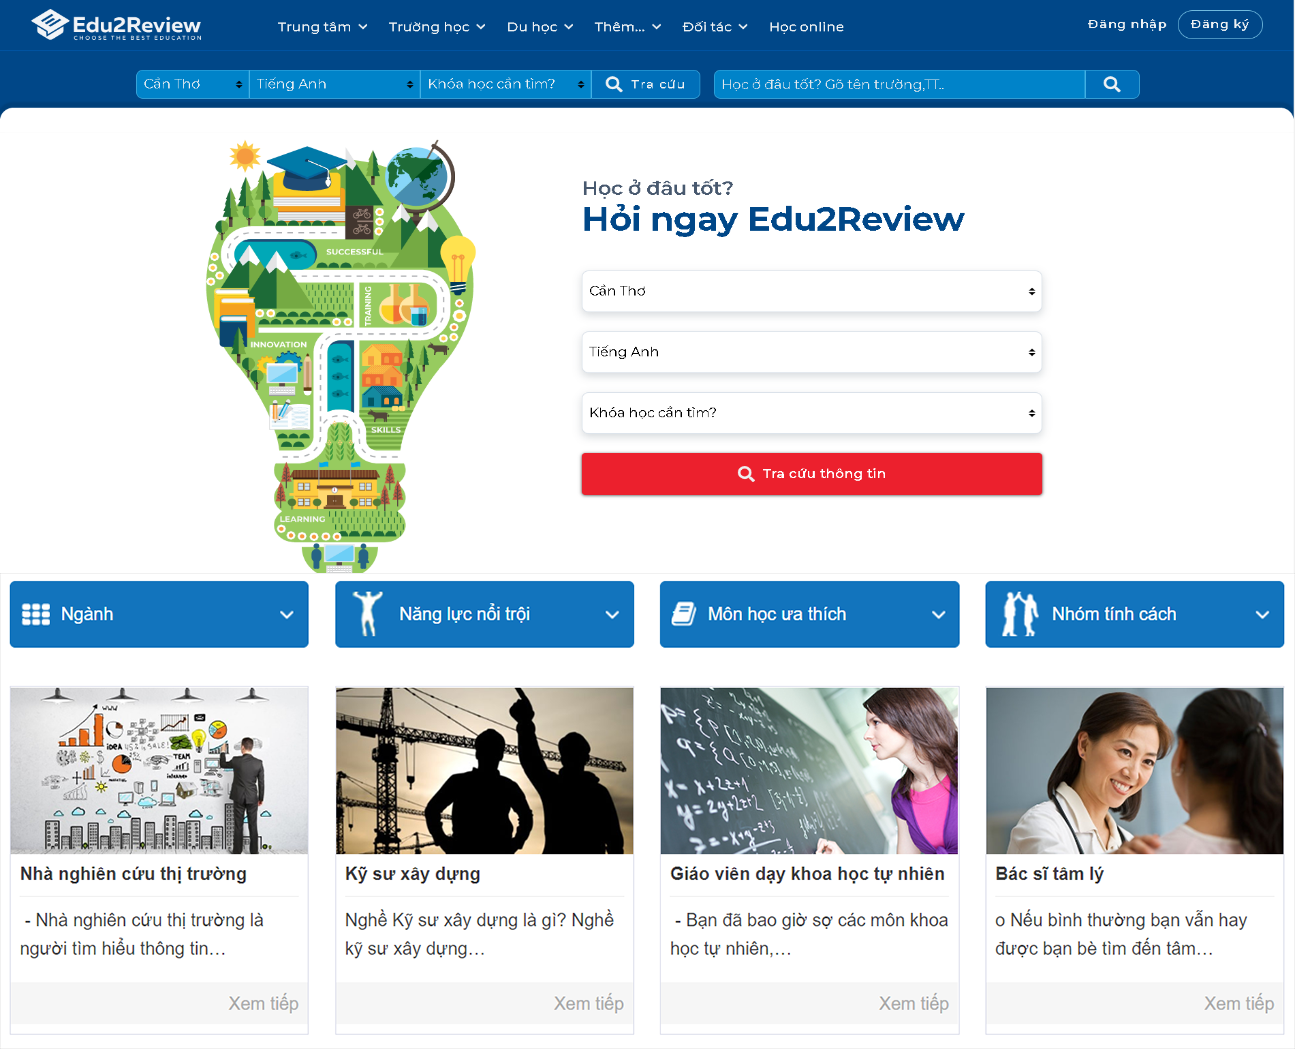 Edu2Review
CHOOSE THE BEST EDUCATION
Trung tâm
Trường học
Du học
Thêm...
Đối tác
Học online
Đăng nhập
Đăng ký
Cần Thơ
Tiếng Anh
Khóa học cần tìm?
Tra cứu
Học ở đâu tốt? Gõ tên trường,TT..
SUCCESSFUL
TRAINING
INNOVATION
SKILLS
LEARNING
Học ở đâu tốt?
Hỏi ngay Edu2Review
Cần Thơ
Tiếng Anh
Khóa học cần tìm?
Tra cứu thông tin
Ngành
Năng lực nổi trội
Môn học ưa thích
Nhóm tính cách
Nhà nghiên cứu thị trường
- Nhà nghiên cứu thị trường là
người tìm hiểu thông tin…
Xem tiếp
Kỹ sư xây dựng
Nghề Kỹ sư xây dựng là gì? Nghề
kỹ sư xây dựng…
Xem tiếp
Giáo viên dạy khoa học tự nhiên
- Bạn đã bao giờ sợ các môn khoa
học tự nhiên,…
Xem tiếp
Bác sĩ tâm lý
o Nếu bình thường bạn vẫn hay
được bạn bè tìm đến tâm…
Xem tiếp